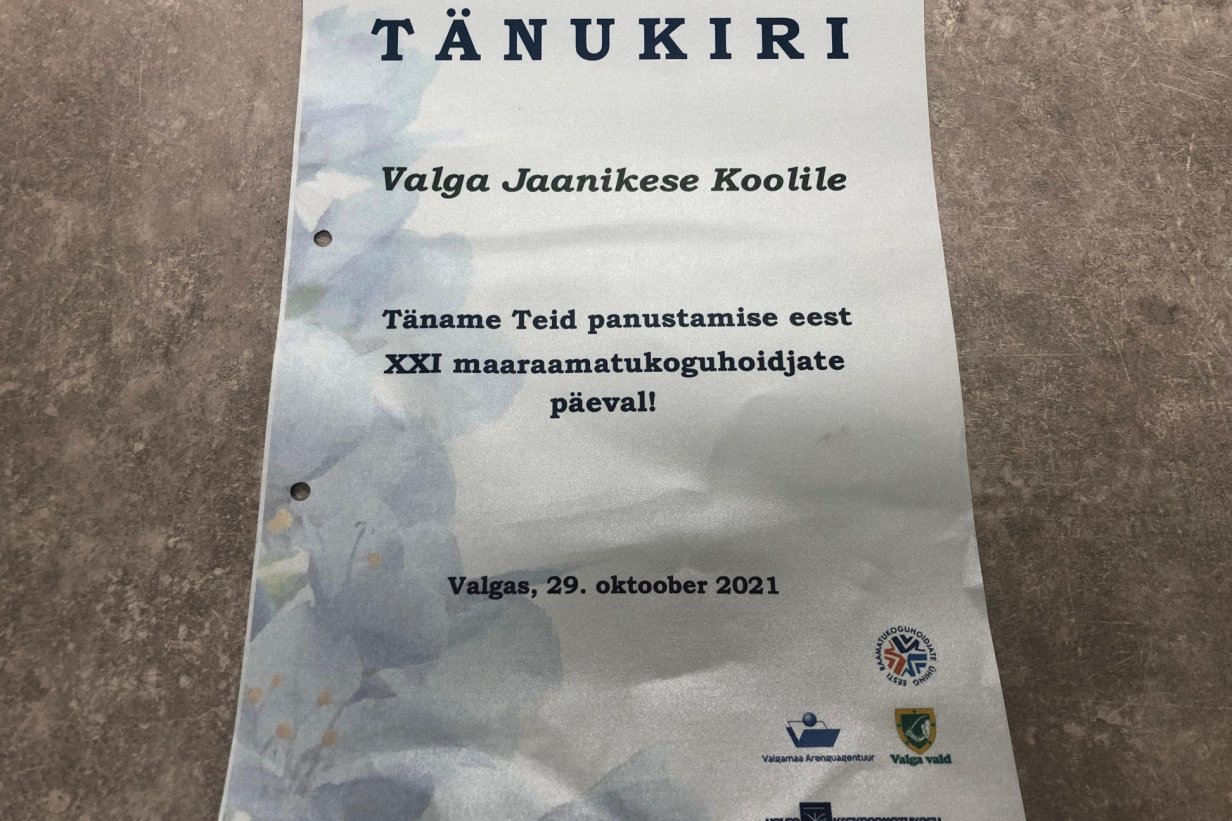 TÄNUKIRI
Valga Jaanikese Koolile
Täname Teid panustamise eest
XXI maaraamatukoguhoidjate
päeval!
Valgas, 29. oktoober 2021
EESTI RAAMATUKOGUHOIDJATE ÜHING
Valgamaa Arenguagentuur
Valga vald